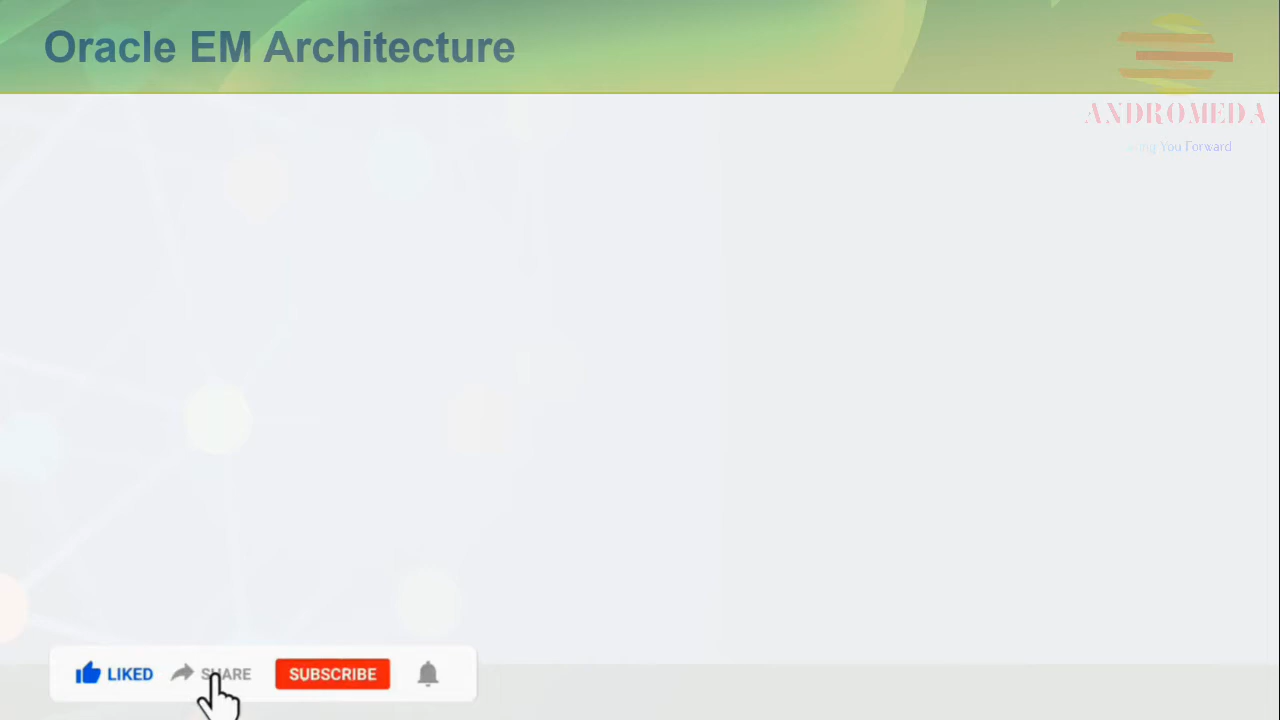 Oracle EM Architecture
ANDROMEDA
You Forward
LIKED
SHARE
SUBSCRIBE